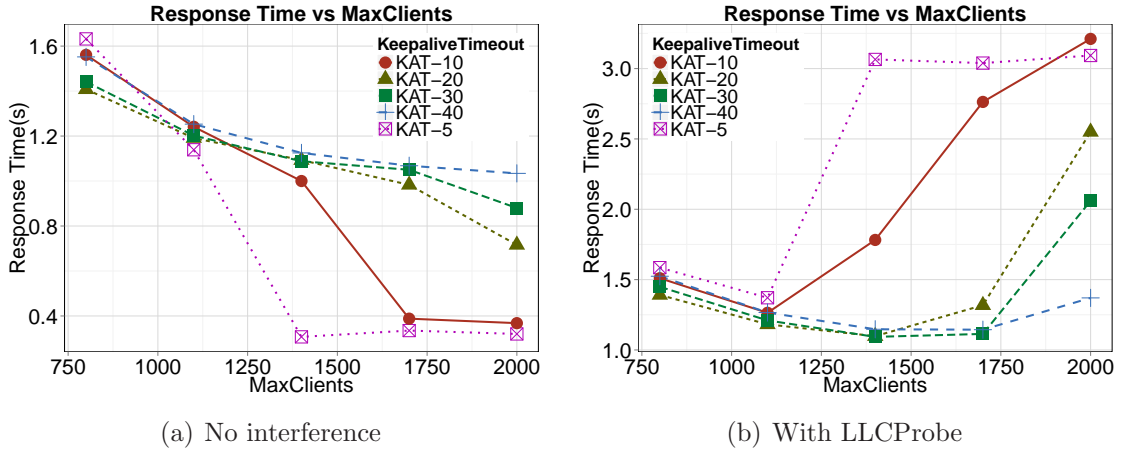 Response Time vs MaxClients
Response Time(s)
1.6
1.2
0.8
0.4
KeepaliveTimeout
KAT−10
KAT−20
KAT−30
KAT−40
KAT−5
750 1000 1250 1500 1750 2000
MaxClients
(a) No interference
Response Time vs MaxClients
Response Time(s)
3.0
2.5
2.0
1.5
1.0
KeepaliveTimeout
KAT−10
KAT−20
KAT−30
KAT−40
KAT−5
750 1000 1250 1500 1750 2000
MaxClients
(b) With LLCProbe